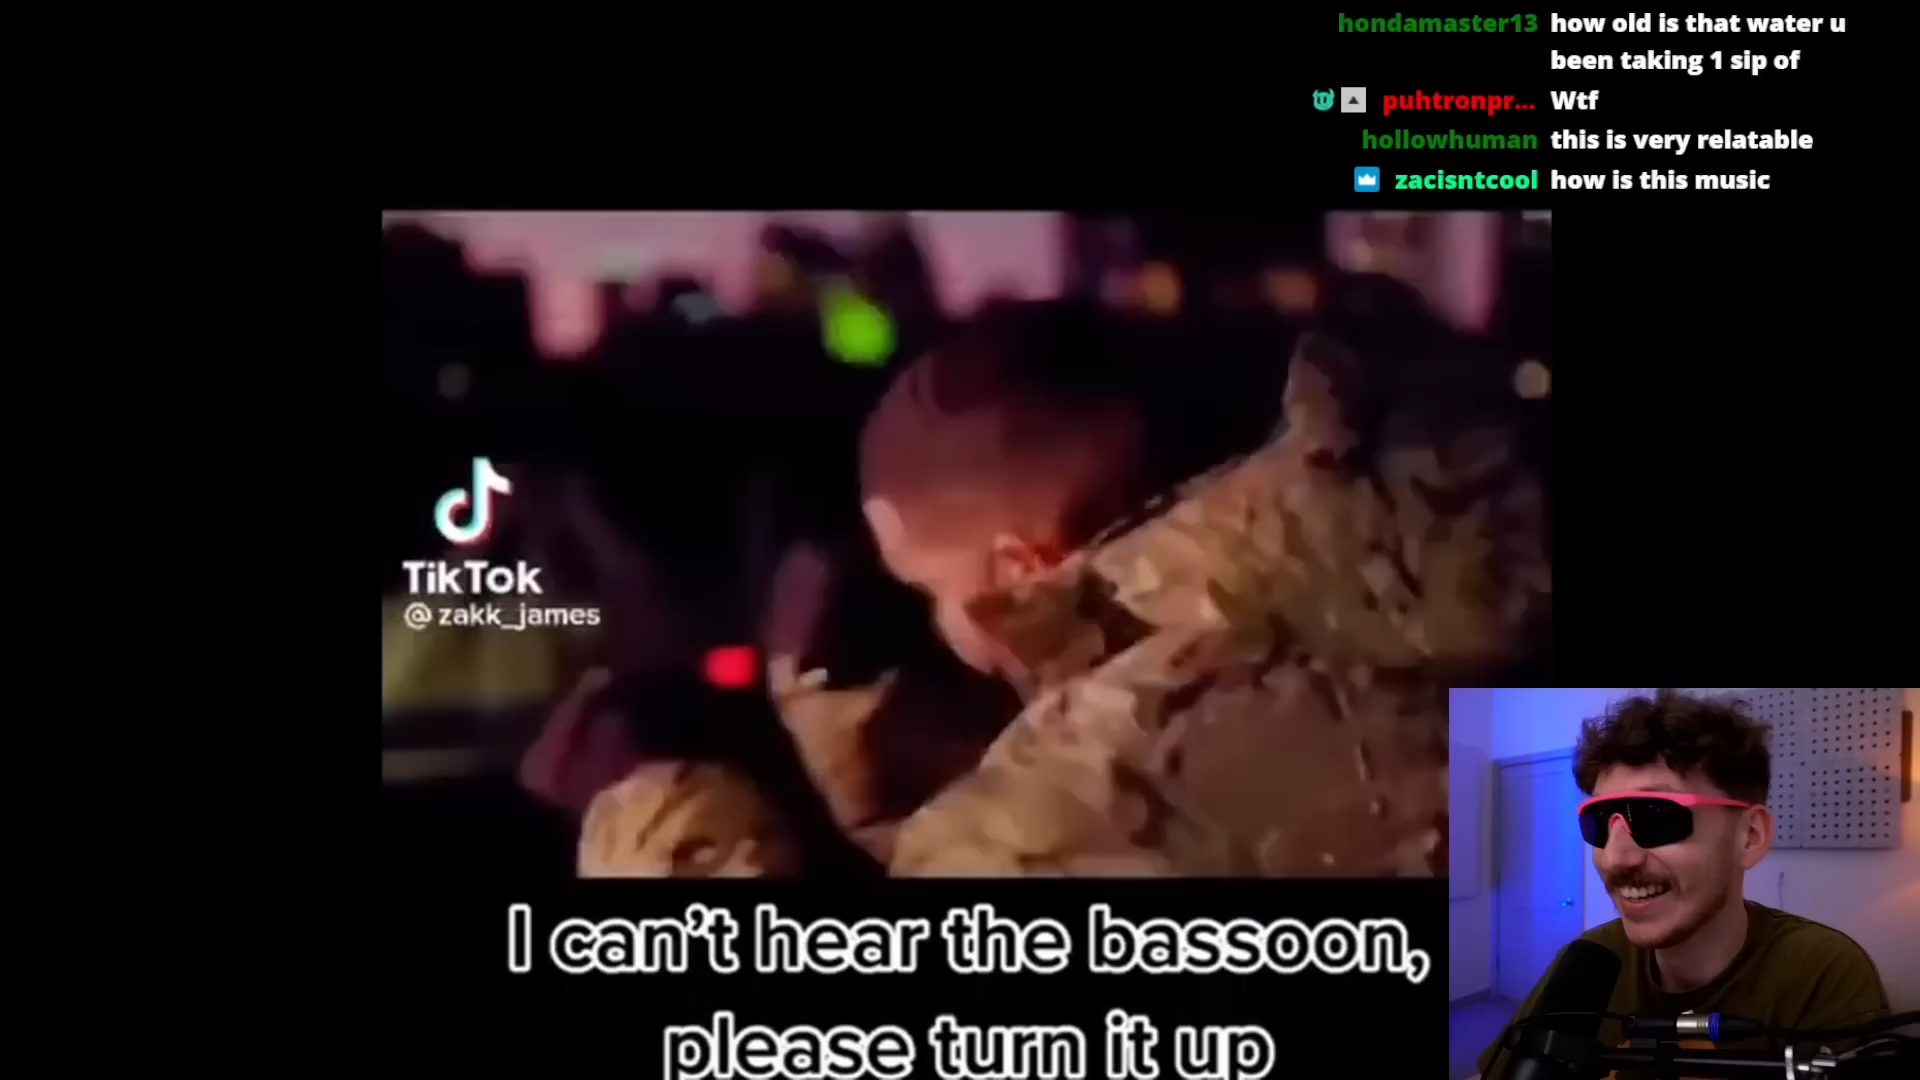 hondamaster13 how old is that water u
been taking 1 sip of
puhtronpr... Wtf
hollowhuman this is very relatable
zacisntcool how is this music
TikTok
@zakk_james
I can't hear the bassoon,
please turn it up